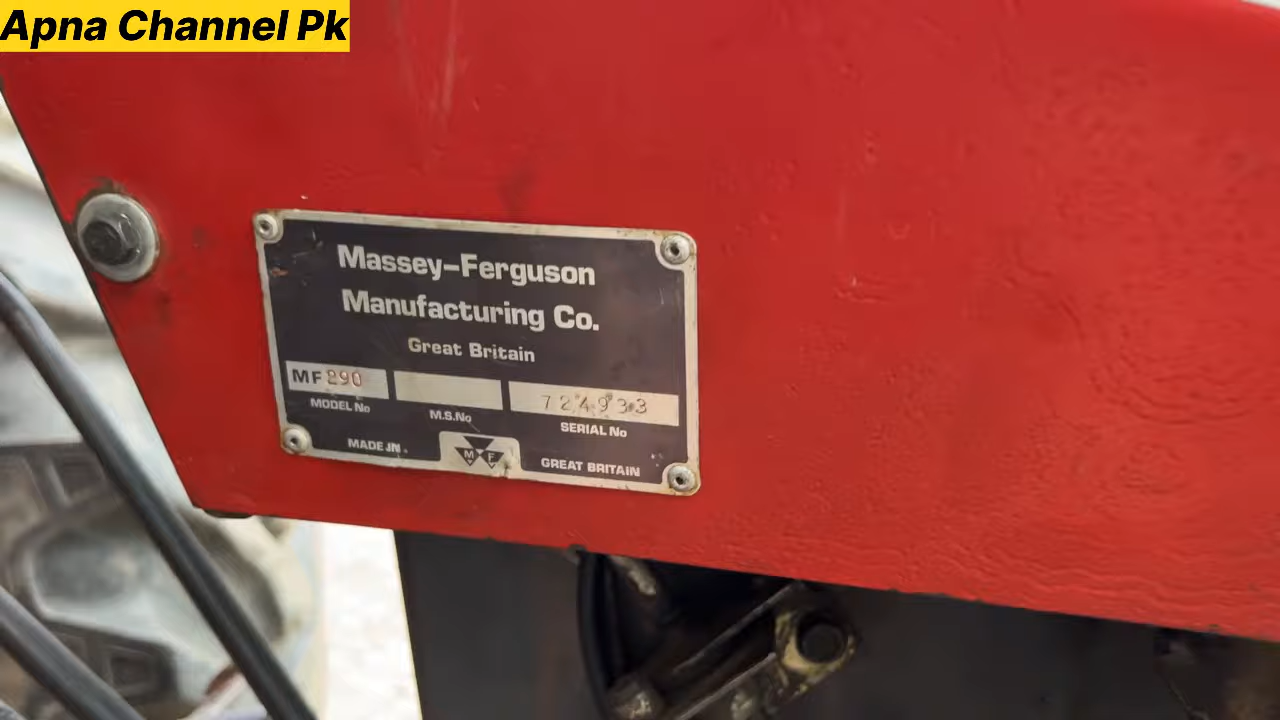 Apna Channel Pk
Massey-Ferguson
Manufacturing Co.
Great Britain
MF 290
724933
MODEL No
M.S.No
SERIAL No
MADE IN
M F
GREAT BRITAIN